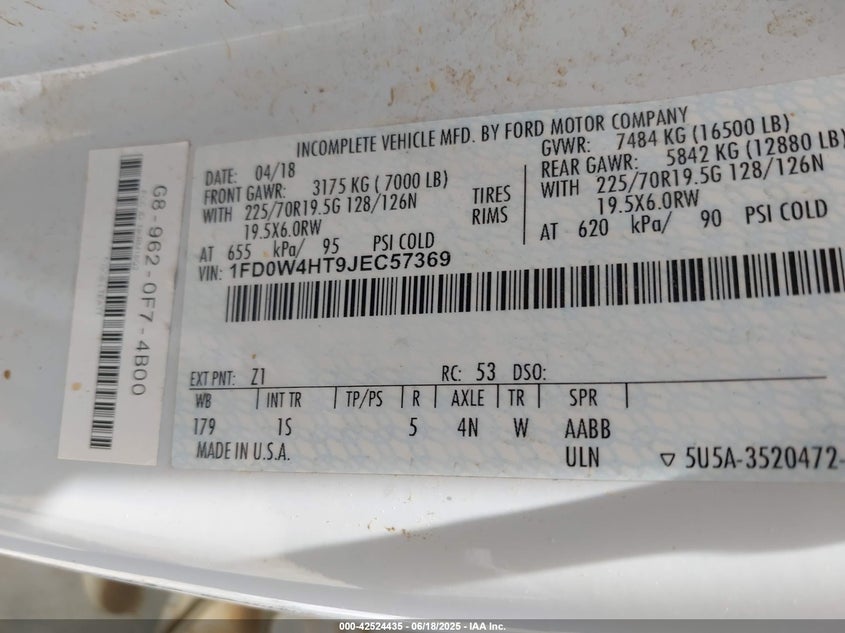 INCOMPLETE VEHICLE MFD. BY FORD MOTOR COMPANY
DATE: 04/18
FRONT GAWR: 3175 KG (7000 LB)
WITH 225/70R19.5G 128/126N
19.5X6.0RW
AT 655 kPa/ 95 PSI COLD
TIRES
RIMS
GVWR: 7484 KG (16500 LB)
REAR GAWR: 5842 KG (12880 LB)
WITH 225/70R19.5G 128/126N
19.5X6.0RW
AT 620 kPa/ 90 PSI COLD
VIN: 1FD0W4HT9JEC57369
EXT PNT: Z1 RC: 53 DSO:
WB INT TR TP/PS R AXLE TR SPR
179 1S 5 4N W AABB
MADE IN U.S.A. ULN ▽ 5U5A-3520472-
G8-962-0F7-4B00
000-42524435 - 06/18/2025 - IAA Inc.